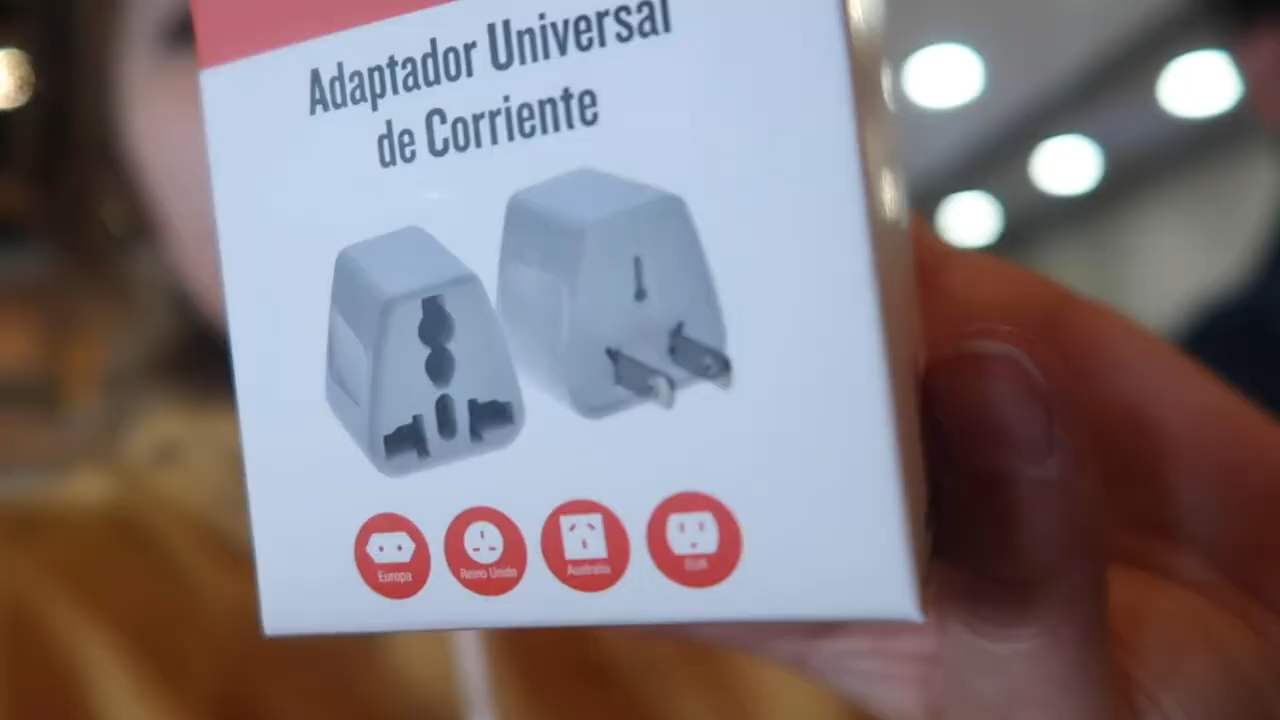 Adaptador Universal
de Corriente
Europa
Reino Unido
Australia
EUA